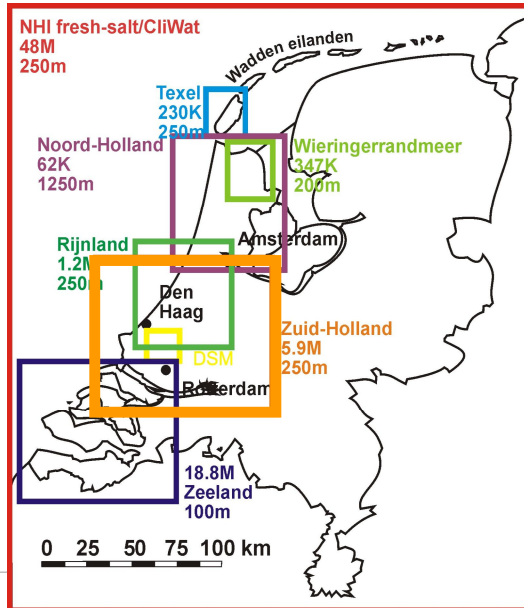 NHI fresh-salt/CliWat
48M
250m
Wadden eilanden
Texel
230K
250m
Noord-Holland
62K
1250m
Wieringerrandmeer
347K
200m
Amsterdam
Rijnland
1.2M
250m
Den
Haag
Zuid-Holland
5.9M
250m
DSM
Rotterdam
18.8M
Zeeland
100m
0 25 50 75 100 km